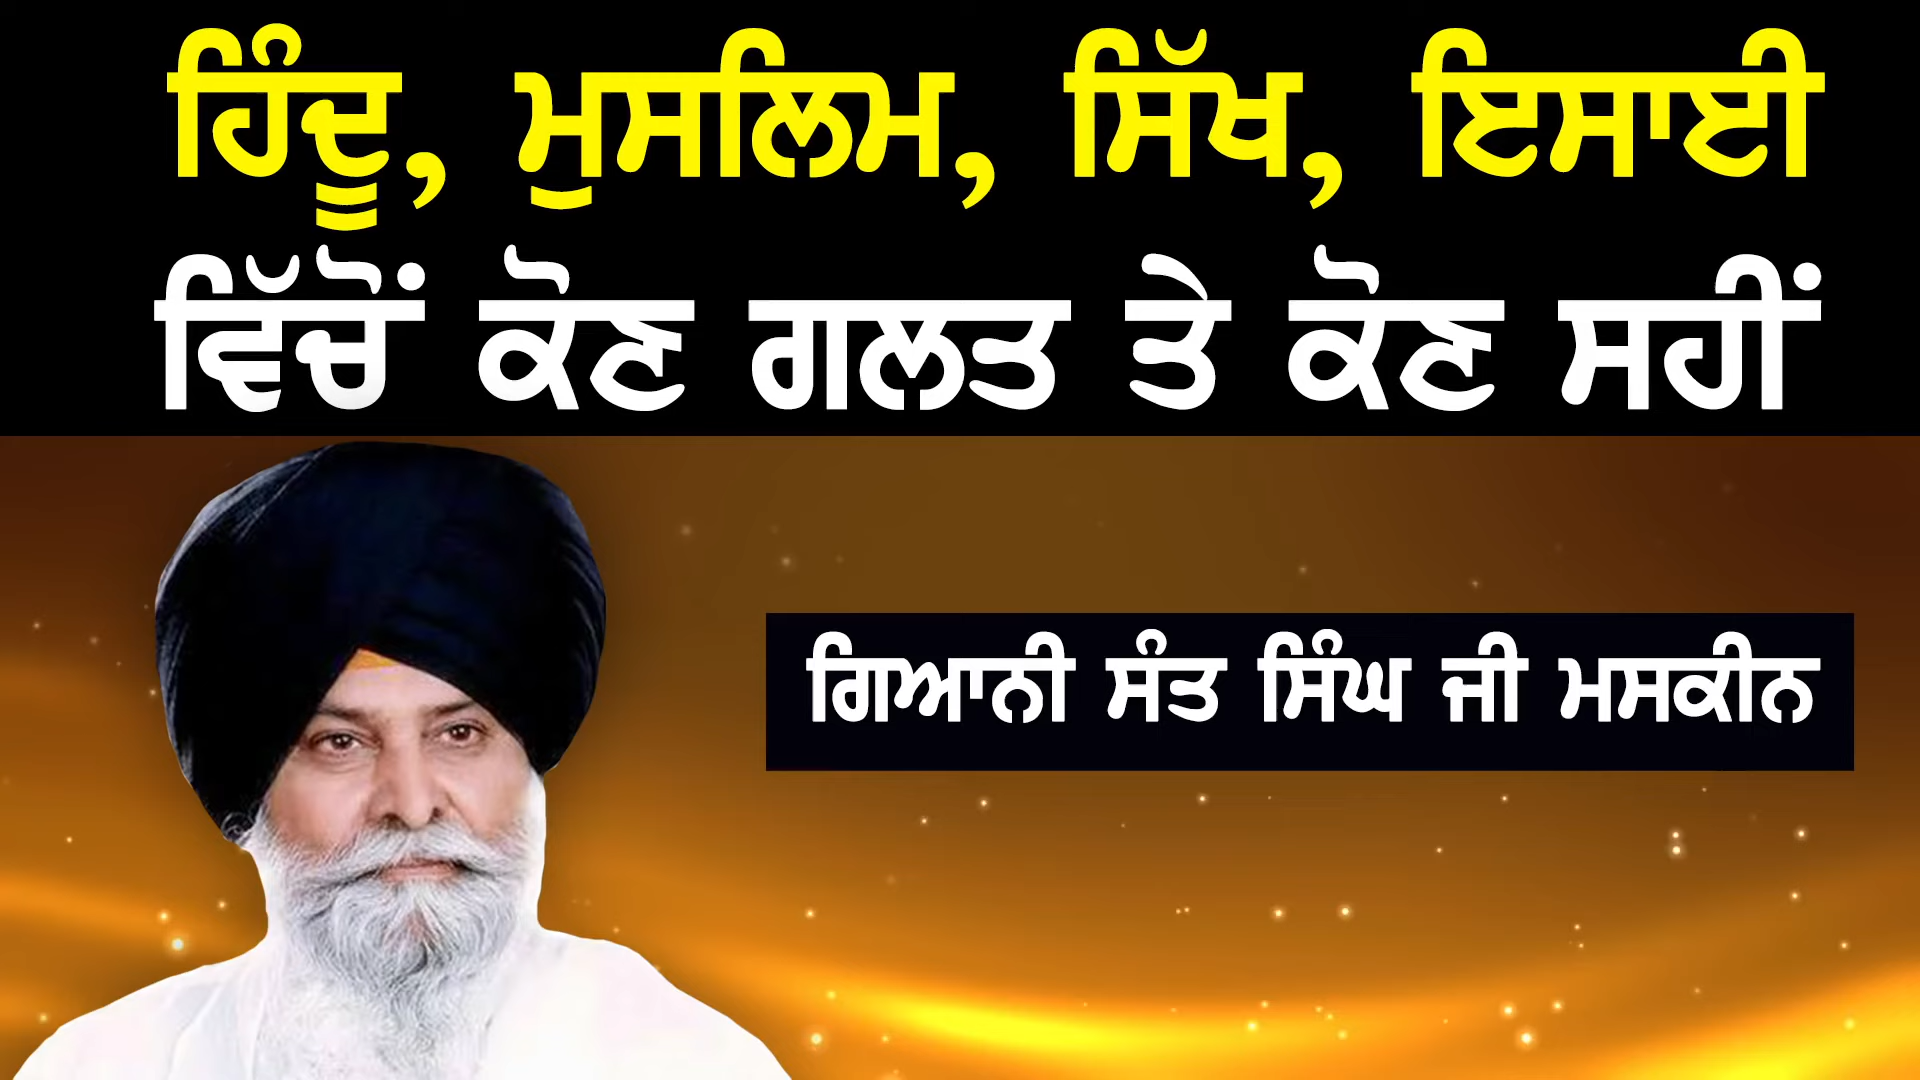 ਹਿੰਦੂ, ਮੁਸਲਿਮ, ਸਿੱਖ, ਇਸਾਈ
ਵਿੱਚੋਂ ਕੋਣ ਗਲਤ ਤੇ ਕੋਣ ਸਹੀਂ
ਗਿਆਨੀ ਸੰਤ ਸਿੰਘ ਜੀ ਮਸਕੀਨ